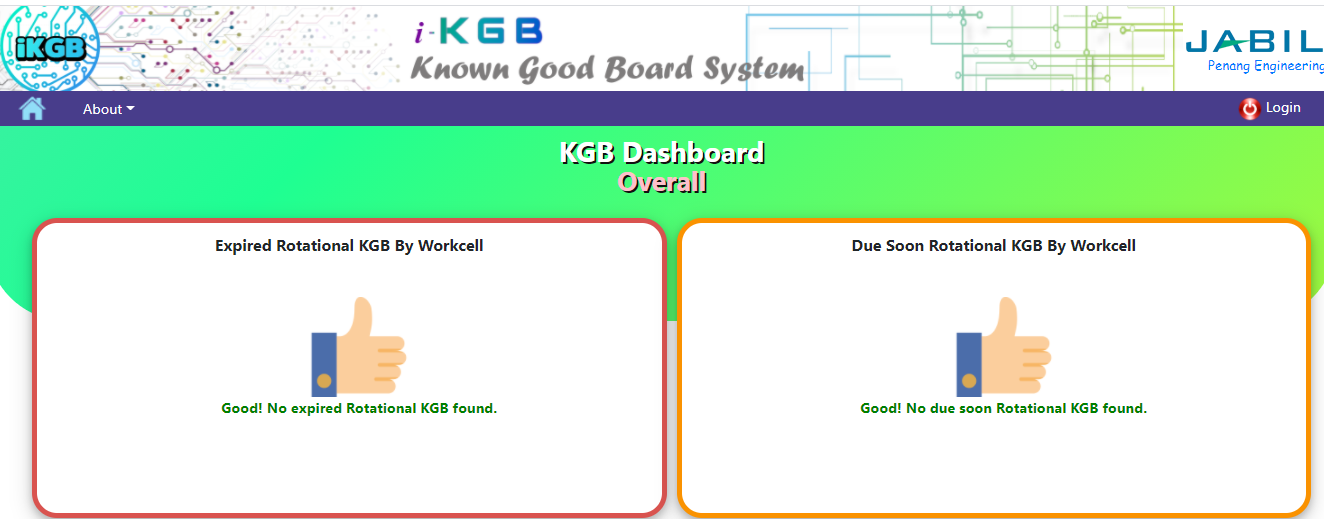 iKGB
i-KGB
Known Good Board System
JABIL
Penang Engineering
About
Login
KGB Dashboard
Overall
Expired Rotational KGB By Workcell
Good! No expired Rotational KGB found.
Due Soon Rotational KGB By Workcell
Good! No due soon Rotational KGB found.